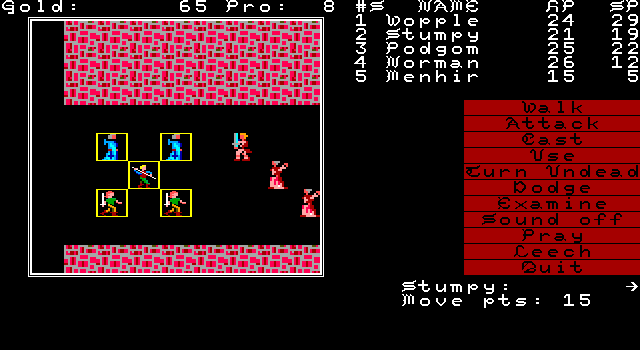 Gold: 65 Pro: 8
#S NAME HP SP
1 Wopple 24 29
2 Stumpy 21 19
3 Podgom 25 22
4 Norman 26 12
5 Menhir 15 5
Walk
Attack
Cast
Use
Turn Undead
Dodge
Examine
Sound off
Pray
Leech
Quit
Stumpy: →
Move pts: 15